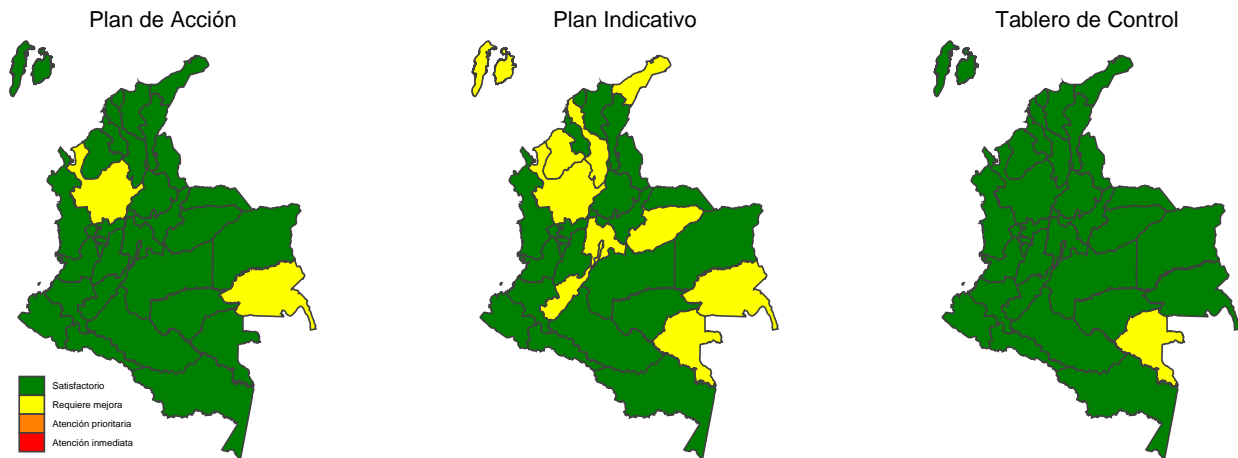 Plan de Acción
Plan Indicativo
Tablero de Control
Satisfactorio
Requiere mejora
Atención prioritaria
Atención inmediata